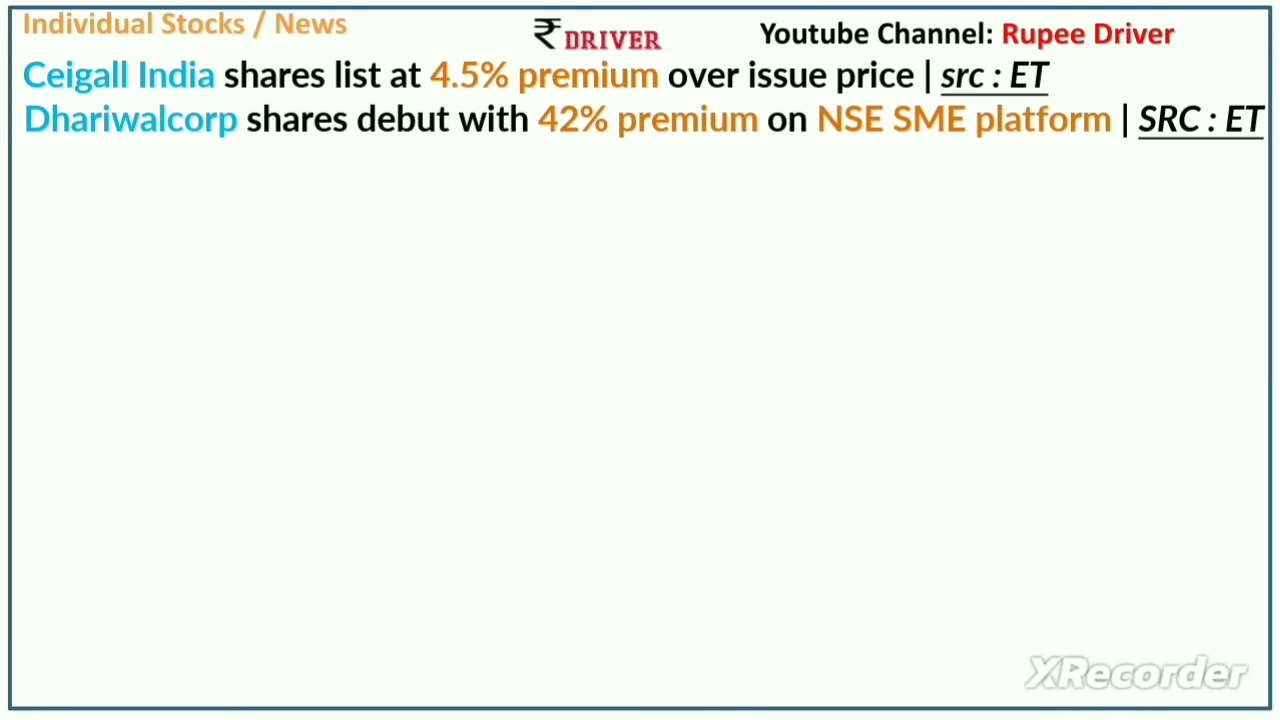 Individual Stocks / News
₹ DRIVER
Youtube Channel: Rupee Driver
Ceigall India shares list at 4.5% premium over issue price | src : ET
Dhariwalcorp shares debut with 42% premium on NSE SME platform | SRC : ET
XRecorder